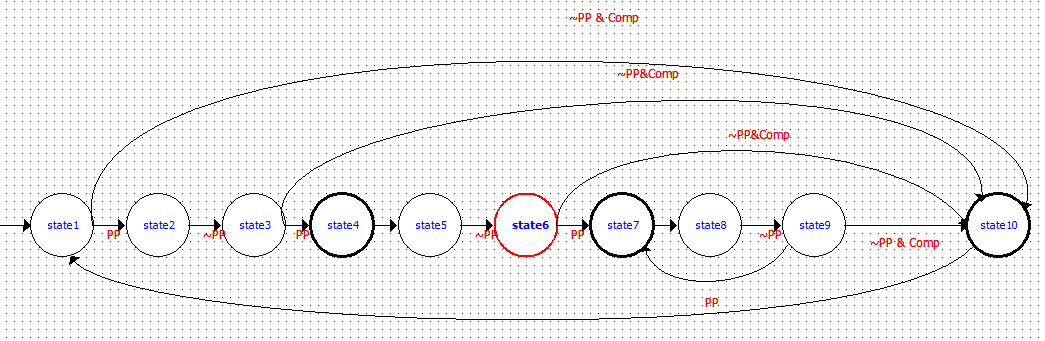 ~PP & Comp
~PP&Comp
~PP&Comp
state1
state2
state3
state4
state5
state6
state7
state8
state9
state10
PP
~PP
PP
~PP
PP
~PP
~PP & Comp
PP